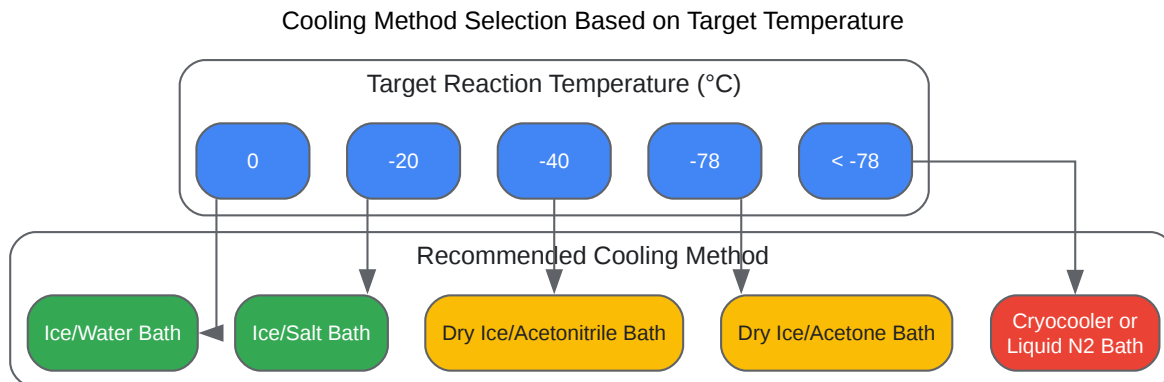 Cooling Method Selection Based on Target Temperature
Target Reaction Temperature (°C)
0
-20
-40
-78
< -78
Recommended Cooling Method
Ice/Water Bath
Ice/Salt Bath
Dry Ice/Acetonitrile Bath
Dry Ice/Acetone Bath
Cryocooler or
Liquid N2 Bath